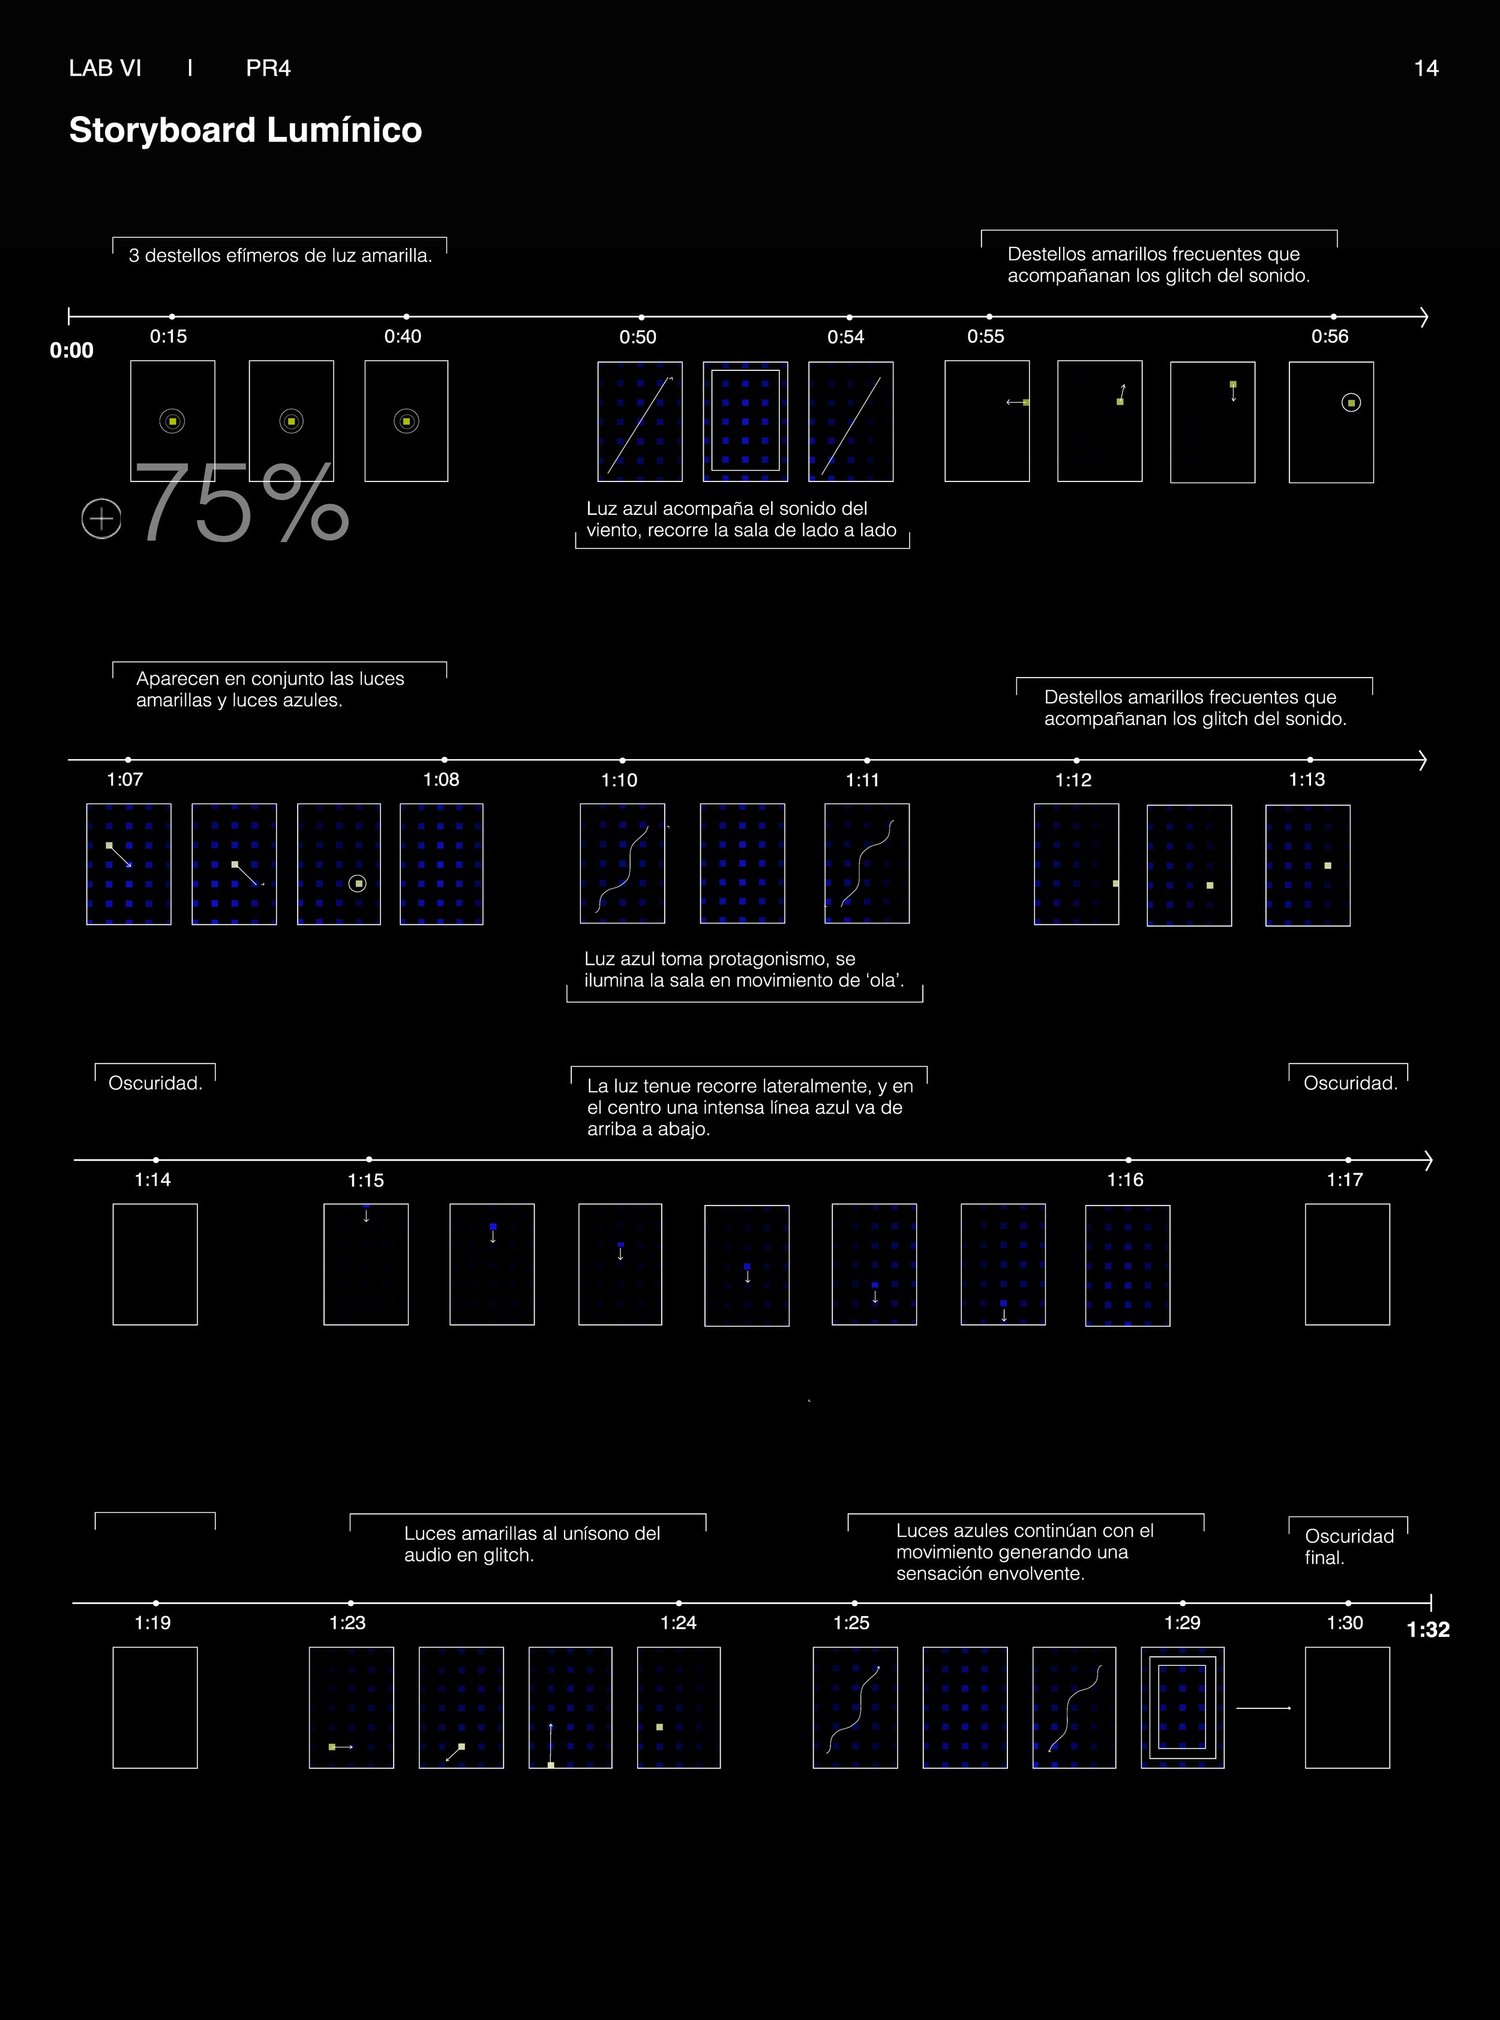 LAB VI I PR4 14
Storyboard Lumínico
3 destellos efímeros de luz amarilla.
Destellos amarillos frecuentes que
acompañanan los glitch del sonido.
0:00 0:15 0:40 0:50 0:54 0:55 0:56
75%
Luz azul acompaña el sonido del
viento, recorre la sala de lado a lado
Aparecen en conjunto las luces
amarillas y luces azules.
Destellos amarillos frecuentes que
acompañanan los glitch del sonido.
1:07 1:08 1:10 1:11 1:12 1:13
Luz azul toma protagonismo, se
ilumina la sala en movimiento de ‘ola’.
Oscuridad.
La luz tenue recorre lateralmente, y en
el centro una intensa línea azul va de
arriba a abajo.
Oscuridad.
1:14 1:15 1:16 1:17
Luces amarillas al unísono del
audio en glitch.
Luces azules continúan con el
movimiento generando una
sensación envolvente.
Oscuridad
final.
1:19 1:23 1:24 1:25 1:29 1:30 1:32